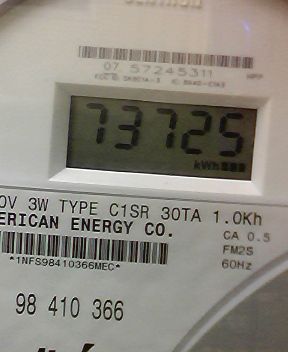 07 57245311
73725
kWh
0V 3W TYPE C1SR 30TA 1.0Kh
ERICAN ENERGY CO.
CA 0.5
FM2S
60Hz
*1NFS98410366MEC*
98 410 366